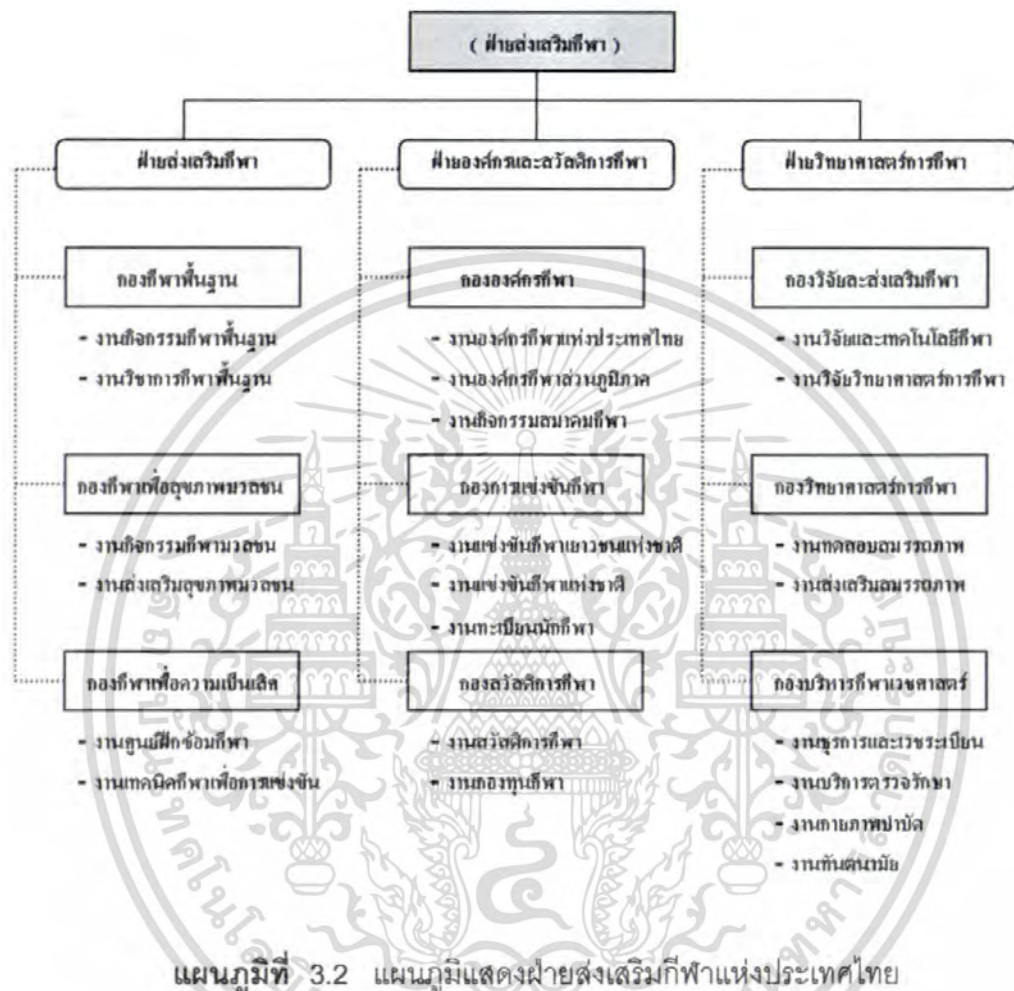 ( ฝ่ายส่งเสริมกีฬา )
ฝ่ายส่งเสริมกีฬา
กองกีฬาพื้นฐาน
- งานกิจกรรมกีฬาพื้นฐาน
- งานวิชาการกีฬาพื้นฐาน
กองกีฬาเพื่อสุขภาพมวลชน
- งานกิจกรรมกีฬามวลชน
- งานส่งเสริมสุขภาพมวลชน
กองกีฬาเพื่อความเป็นเลิศ
- งานศูนย์ฝึกซ้อมกีฬา
- งานเทคนิคกีฬาเพื่อการแข่งขัน
ฝ่ายองค์กรและสวัสดิการกีฬา
กององค์กรกีฬา
- งานองค์กรกีฬาแห่งประเทศไทย
- งานองค์กรกีฬาส่วนภูมิภาค
- งานกิจกรรมสมาคมกีฬา
กองการแข่งขันกีฬา
- งานแข่งขันกีฬาเยาวชนแห่งชาติ
- งานแข่งขันกีฬาแห่งชาติ
- งานทะเบียนนักกีฬา
กองสวัสดิการกีฬา
- งานสวัสดิการกีฬา
- งานกองทุนกีฬา
ฝ่ายวิทยาศาสตร์การกีฬา
กองวิจัยละส่งเสริมกีฬา
- งานวิจัยและเทคโนโลยีกีฬา
- งานวิจัยวิทยาศาสตร์การกีฬา
กองวิทยาศาสตร์การกีฬา
- งานทดสอบสมรรถภาพ
- งานส่งเสริมสมรรถภาพ
กองบริหารกีฬาเวชศาสตร์
- งานธุรการและเวชระเบียน
- งานบริการตรวจรักษา
- งานกายภาพบำบัด
- งานทันตนามัย
แผนภูมิที่ 3.2 แผนภูมิแสดงฝ่ายส่งเสริมกีฬาแห่งประเทศไทย